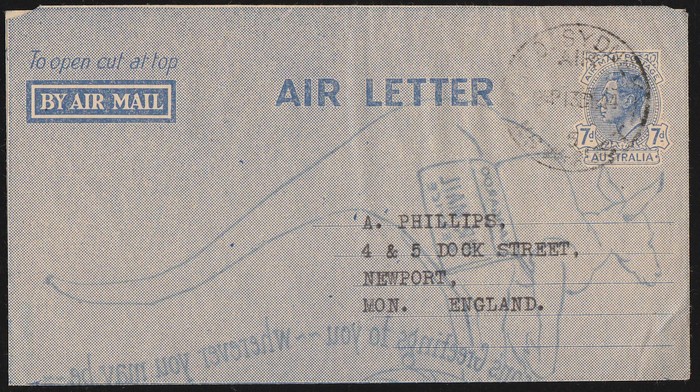 To open cut at top
BY AIR MAIL
AIR LETTER
SYDNEY
AIR
7d 7d
AUSTRALIA
'A. PHILLIPS,
4 & 5 DOCK STREET,
NEWPORT,
MON. ENGLAND.
Greetings to you~wherever you may be